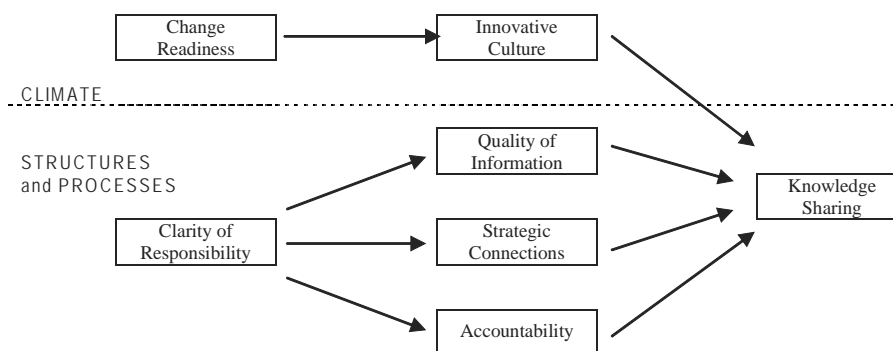 Change
Readiness
Innovative
Culture
CLIMATE
STRUCTURES
and PROCESSES
Quality of
Information
Knowledge
Sharing
Clarity of
Responsibility
Strategic
Connections
Accountability